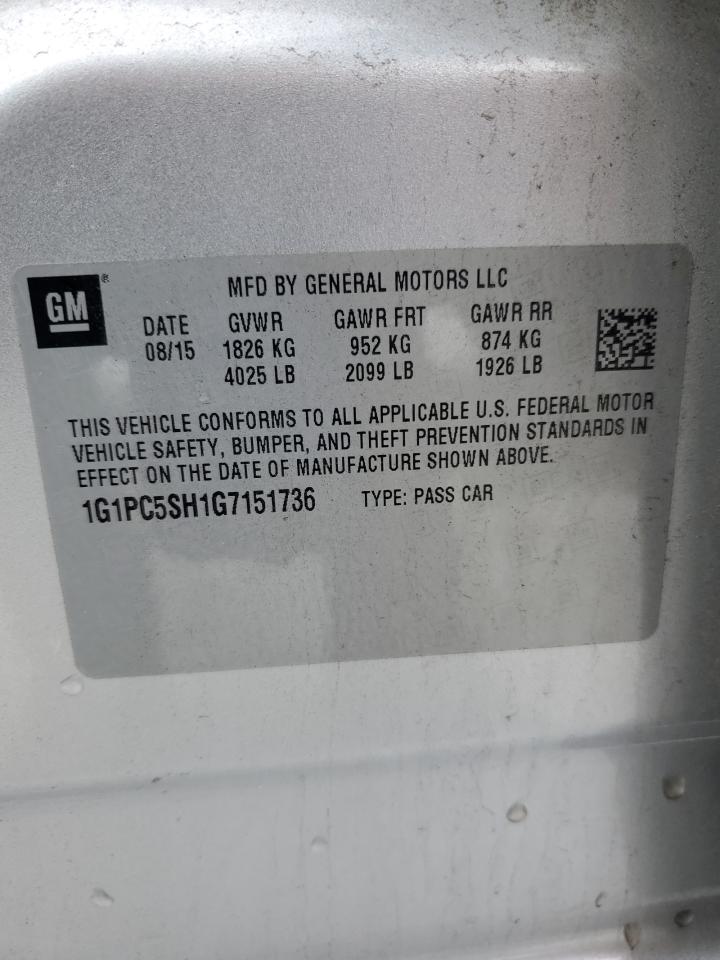 GM®
MFD BY GENERAL MOTORS LLC
DATE GVWR GAWR FRT GAWR RR
08/15 1826 KG 952 KG 874 KG
4025 LB 2099 LB 1926 LB
THIS VEHICLE CONFORMS TO ALL APPLICABLE U.S. FEDERAL MOTOR
VEHICLE SAFETY, BUMPER, AND THEFT PREVENTION STANDARDS IN
EFFECT ON THE DATE OF MANUFACTURE SHOWN ABOVE.
1G1PC5SH1G7151736 TYPE: PASS CAR